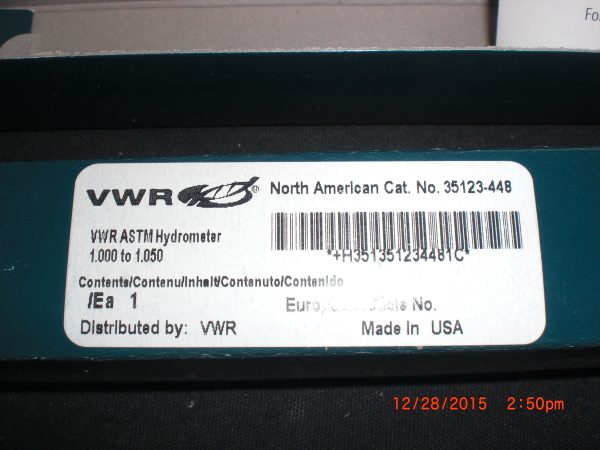 Fo
VWR®
North American Cat. No. 35123-448
VWR ASTM Hydrometer
1.000 to 1.050
*+H351351234481C*
Contents/Contenu/Inhalt/Contenuto/Contenido
/Ea 1
No.
Distributed by: VWR
Made In USA
12/28/2015 2:50pm